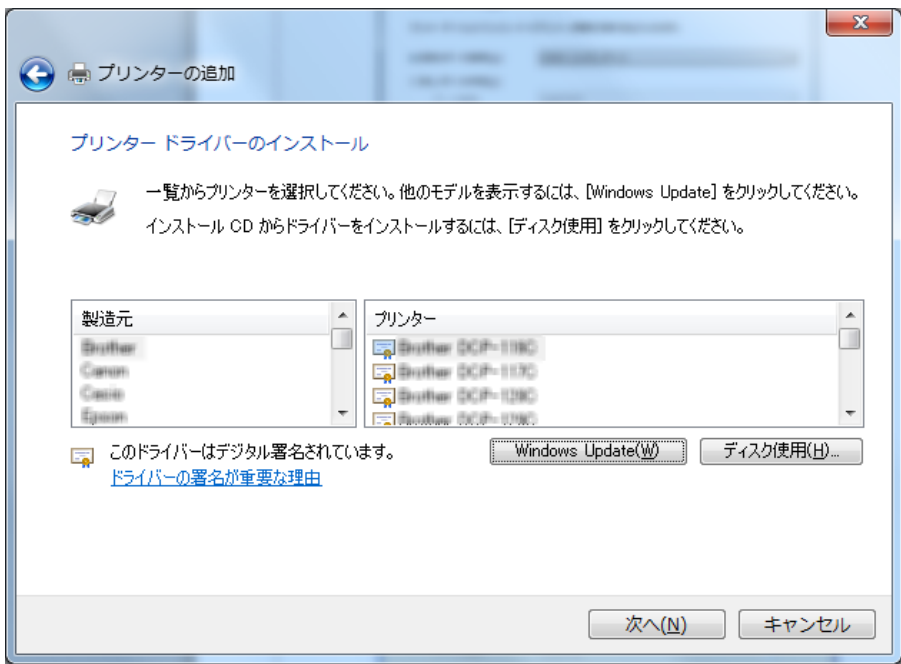 プリンターの追加
プリンター ドライバーのインストール
一覧からプリンターを選択してください。他のモデルを表示するには、[Windows Update] をクリックしてください。
インストール CD からドライバーをインストールするには、[ディスク使用] をクリックしてください。
製造元
プリンター
Brother
Canon
Casio
Epson
このドライバーはデジタル署名されています。
ドライバーの署名が重要な理由
Windows Update(W)
ディスク使用(H)...
次へ(N)
キャンセル